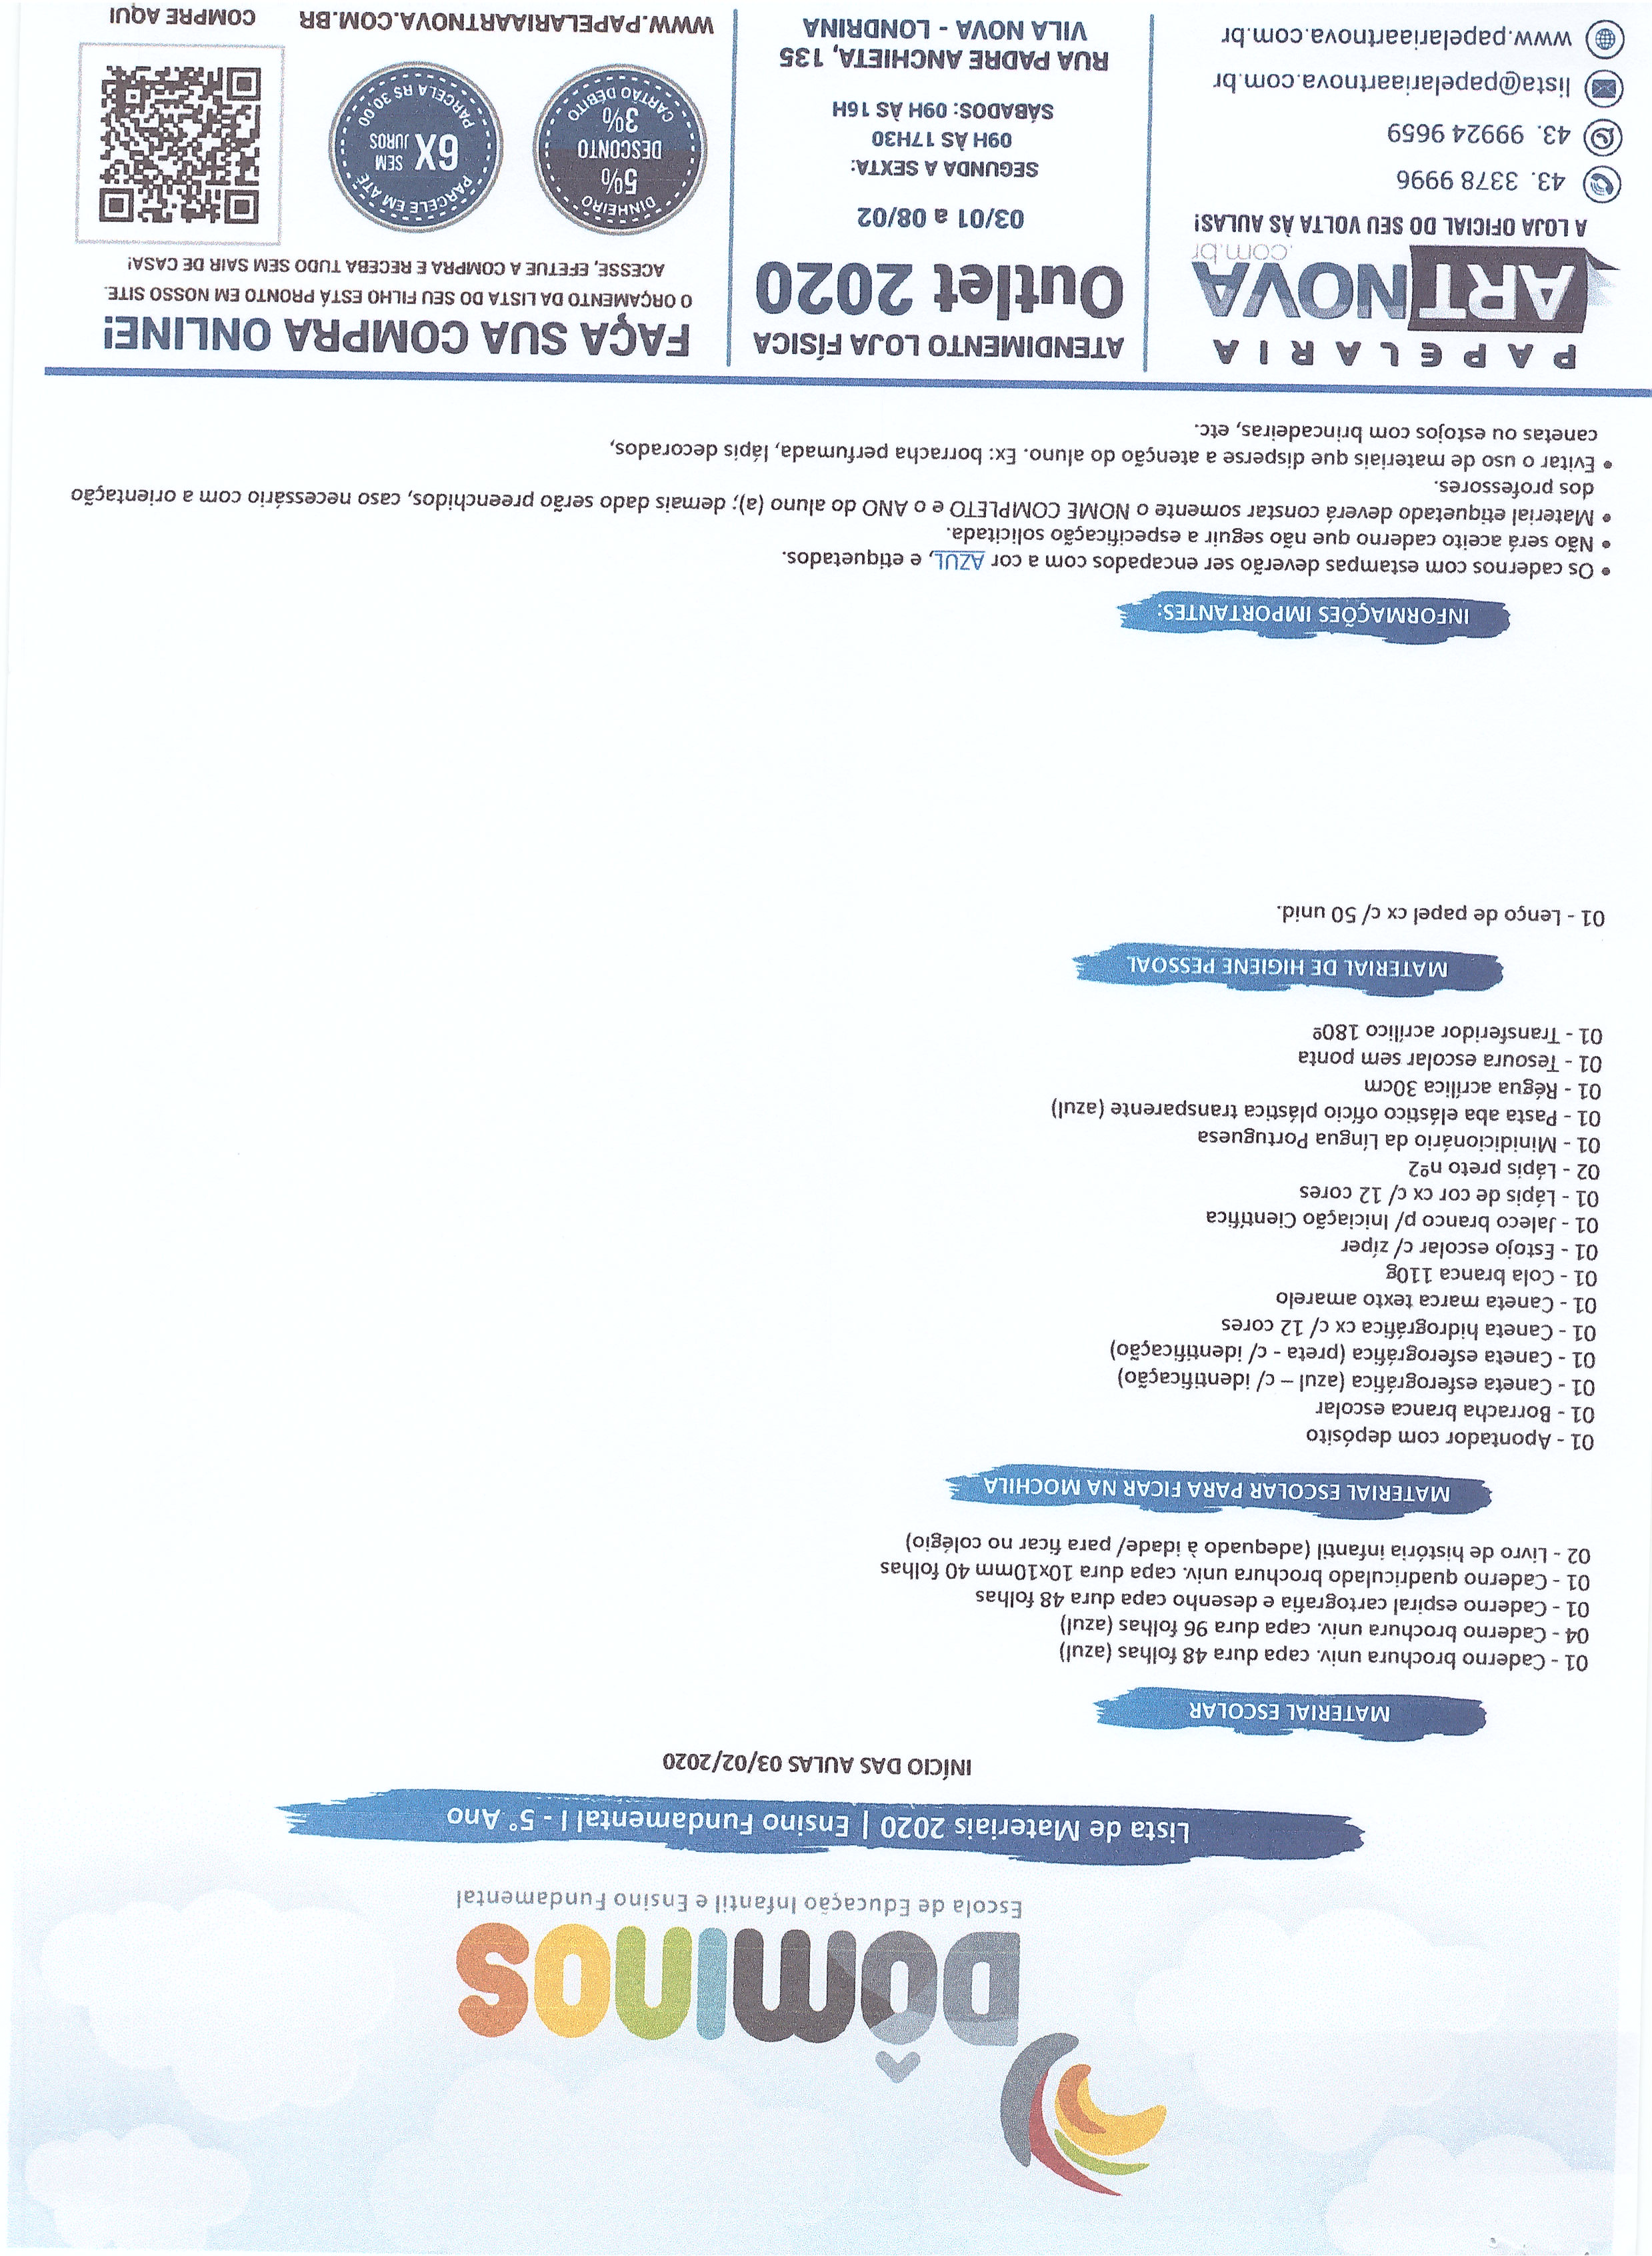 DÔMINOS
Escola de Educação Infantil e Ensino Fundamental
Lista de Materiais 2020 | Ensino Fundamental I - 5° Ano
INÍCIO DAS AULAS 03/02/2020
MATERIAL ESCOLAR
01 - Caderno brochura univ. capa dura 48 folhas (azul)
04 - Caderno brochura univ. capa dura 96 folhas (azul)
01 - Caderno espiral cartografia e desenho capa dura 48 folhas
01 - Caderno quadriculado brochura univ. capa dura 10x10mm 40 folhas
02 - Livro de história infantil (adequado à idade/ para ficar no colégio)
MATERIAL ESCOLAR PARA FICAR NA MOCHILA
01 - Apontador com depósito
01 - Borracha branca escolar
01 - Caneta esferográfica (azul – c/ identificação)
01 - Caneta esferográfica (preta - c/ identificação)
01 - Caneta hidrográfica cx c/ 12 cores
01 - Caneta marca texto amarelo
01 - Cola branca 110g
01 - Estojo escolar c/ zíper
01 - Jaleco branco p/ Iniciação Científica
01 - Lápis de cor cx c/ 12 cores
02 - Lápis preto nº2
01 - Minidicionário da Língua Portuguesa
01 - Pasta aba elástico ofício plástica transparente (azul)
01 - Régua acrílica 30cm
01 - Tesoura escolar sem ponta
01 - Transferidor acrílico 180º
MATERIAL DE HIGIENE PESSOAL
01 - Lenço de papel cx c/ 50 unid.
INFORMAÇÕES IMPORTANTES:
• Os cadernos com estampas deverão ser encapados com a cor AZUL, e etiquetados.
• Não será aceito caderno que não seguir a especificação solicitada.
• Material etiquetado deverá constar somente o NOME COMPLETO e o ANO do aluno (a); demais dado serão preenchidos, caso necessário com a orientação
dos professores.
• Evitar o uso de materiais que disperse a atenção do aluno. Ex: borracha perfumada, lápis decorados,
canetas ou estojos com brincadeiras, etc.
PAPELARIA
ARTNOVA
.com.br
A LOJA OFICIAL DO SEU VOLTA ÀS AULAS!
43. 3378 9996
43. 99924 9659
lista@papelariaartnova.com.br
www.papelariaartnova.com.br
ATENDIMENTO LOJA FÍSICA
Outlet 2020
03/01 a 08/02
SEGUNDA A SEXTA:
09H ÀS 17H30
SÁBADOS: 09H ÀS 16H
RUA PADRE ANCHIETA, 135
VILA NOVA - LONDRINA
FAÇA SUA COMPRA ONLINE!
O ORÇAMENTO DA LISTA DO SEU FILHO ESTÁ PRONTO EM NOSSO SITE.
ACESSE, EFETUE A COMPRA E RECEBA TUDO SEM SAIR DE CASA!
DINHEIRO
5%
DESCONTO
3%
CARTÃO DÉBITO
PARCELE EM ATÉ
6X SEM JUROS
PARCELA R$ 30,00
WWW.PAPELARIAARTNOVA.COM.BR
COMPRE AQUI